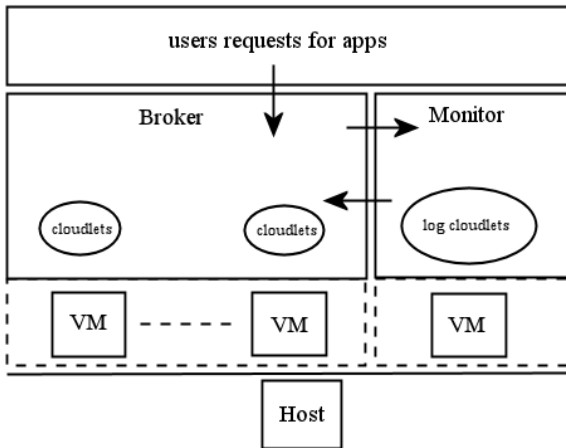 users requests for apps
Broker
Monitor
cloudlets
cloudlets
log cloudlets
VM
VM
VM
Host